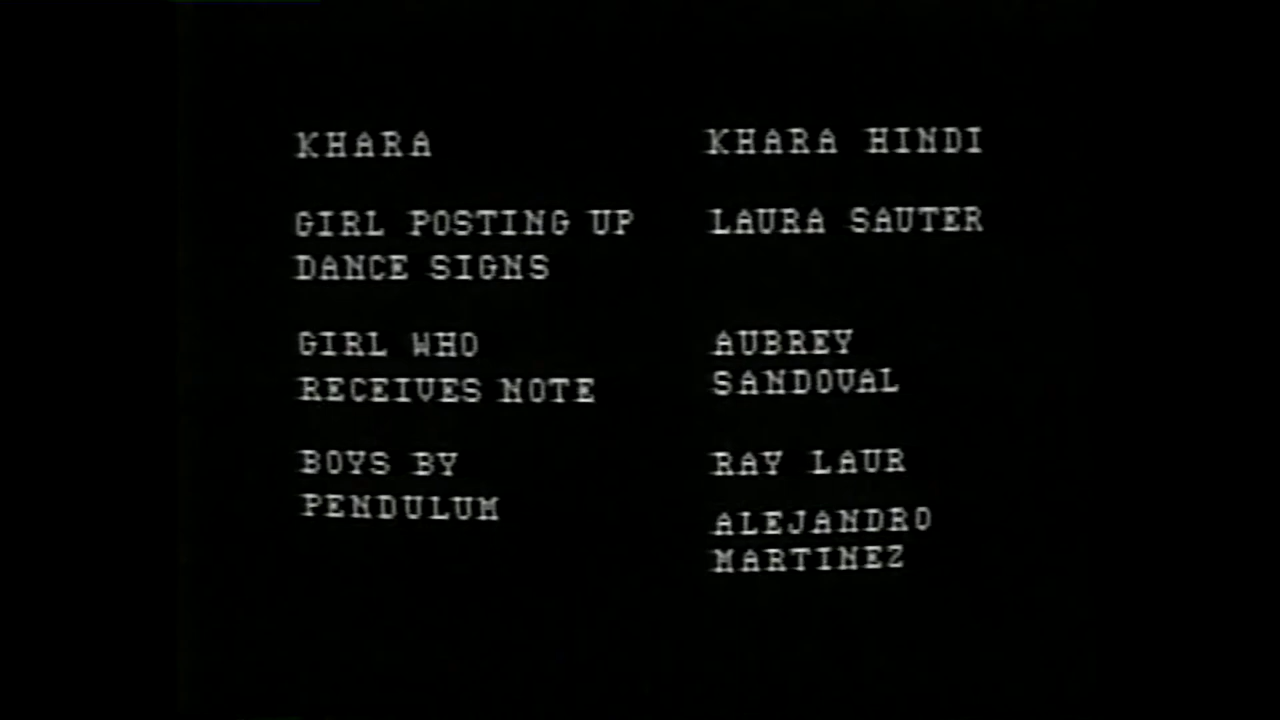 KHARA KHARA HINDI
GIRL POSTING UP LAURA SAUTER
DANCE SIGNS
GIRL WHO AUBREY
RECEIVES NOTE SANDOVAL
BOYS BY RAY LAUR
PENDULUM ALEJANDRO
MARTINEZ